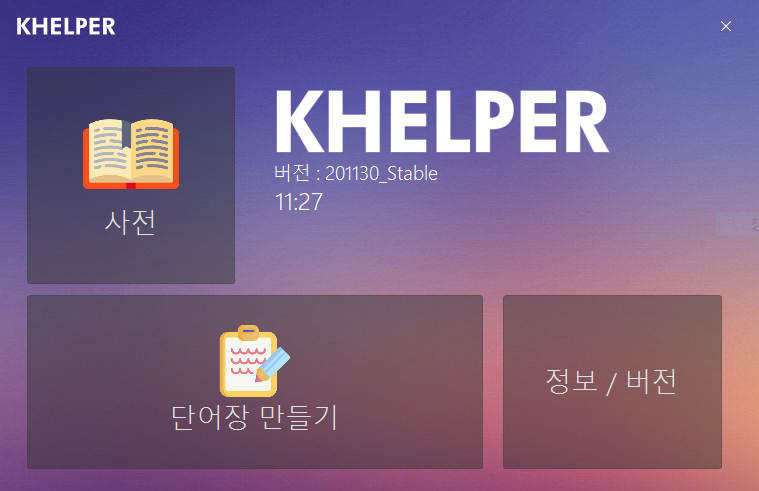 KHELPER
KHELPER
버전 : 201130_Stable
11:27
사전
단어장 만들기
정보 / 버전